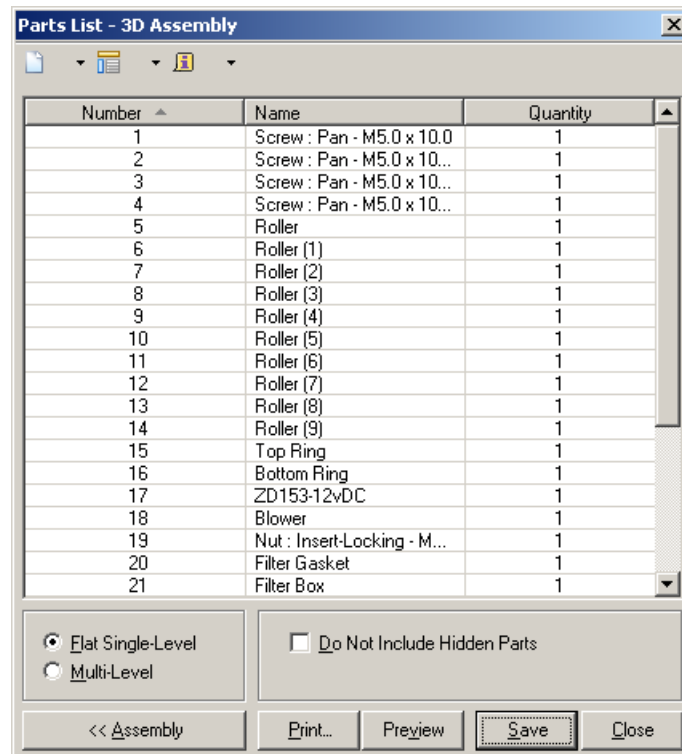 Parts List - 3D Assembly
Number Name Quantity
1 Screw : Pan - M5.0 x 10.0 1
2 Screw : Pan - M5.0 x 10... 1
3 Screw : Pan - M5.0 x 10... 1
4 Screw : Pan - M5.0 x 10... 1
5 Roller 1
6 Roller (1) 1
7 Roller (2) 1
8 Roller (3) 1
9 Roller (4) 1
10 Roller (5) 1
11 Roller (6) 1
12 Roller (7) 1
13 Roller (8) 1
14 Roller (9) 1
15 Top Ring 1
16 Bottom Ring 1
17 ZD153-12vDC 1
18 Blower 1
19 Nut : Insert-Locking - M... 1
20 Filter Gasket 1
21 Filter Box 1
Flat Single-Level Do Not Include Hidden Parts
Multi-Level
<< Assembly Print... Preview Save Close